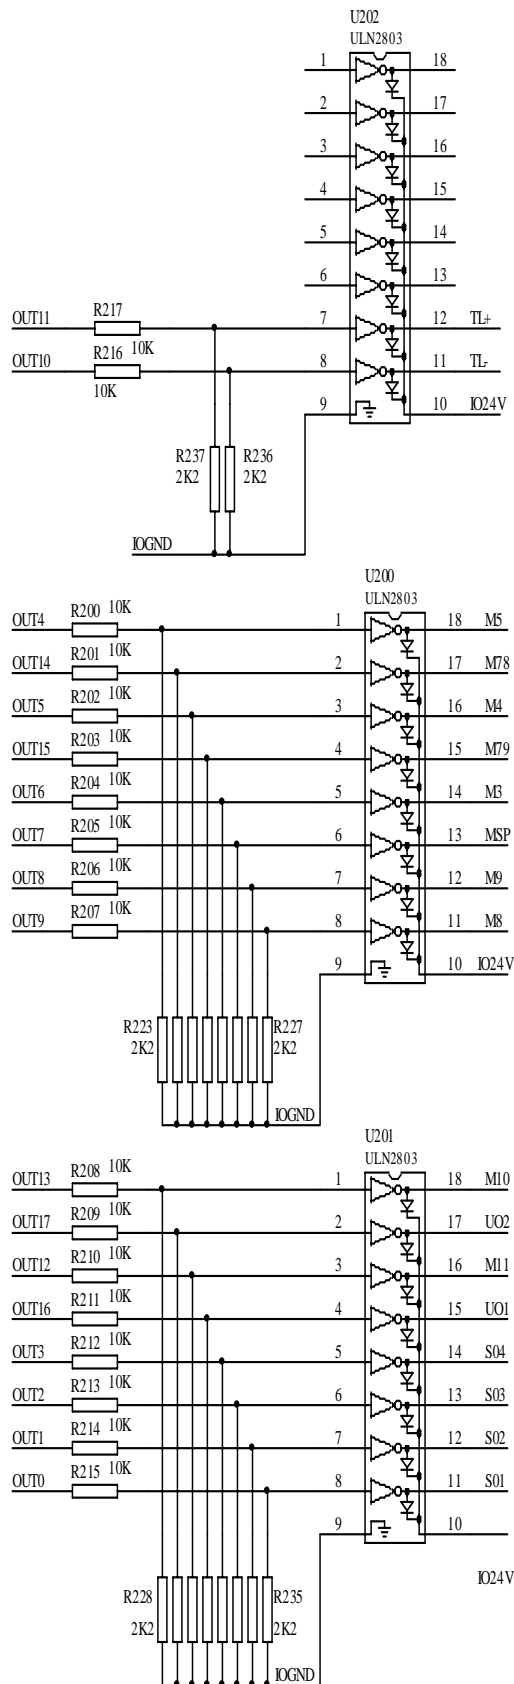 U202
ULN2803
1 18
2 17
3 16
4 15
5 14
6 13
OUT11 R217 10K 7 12 TL+
OUT10 R216 10K 8 11 TL-
9 10 IO24V
R237 R236
2K2 2K2
IOGND
U200
ULN2803
OUT4 R200 10K 1 18 M5
OUT14 R201 10K 2 17 M78
OUT5 R202 10K 3 16 M4
OUT15 R203 10K 4 15 M79
OUT6 R204 10K 5 14 M3
OUT7 R205 10K 6 13 MSP
OUT8 R206 10K 7 12 M9
OUT9 R207 10K 8 11 M8
9 10 IO24V
R223 R227
2K2 2K2
IOGND
U201
ULN2803
OUT13 R208 10K 1 18 M10
OUT17 R209 10K 2 17 UO2
OUT12 R210 10K 3 16 M11
OUT16 R211 10K 4 15 UO1
OUT3 R212 10K 5 14 S04
OUT2 R213 10K 6 13 S03
OUT1 R214 10K 7 12 S02
OUT0 R215 10K 8 11 S01
9 10
IO24V
R228 R235
2K2 2K2
IOGND